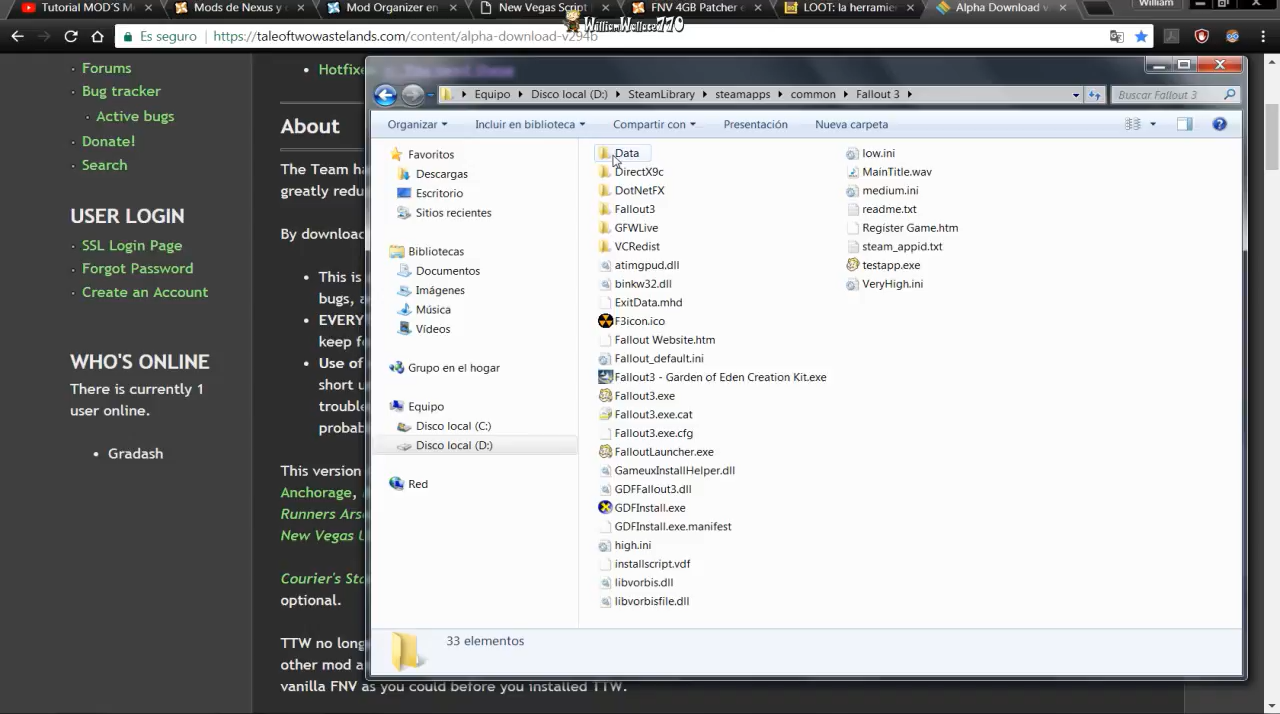 Tutorial MOD'S M
Mods de Nexus y
Mod Organizer en
New Vegas Script
FNV 4GB Patcher e
LOOT: la herramie
Alpha Download v
William
WilliamWallace770
Es seguro
https://taleoftwowastelands.com/content/alpha-download-v294b
Forums
Bug tracker
Active bugs
Donate!
Search
USER LOGIN
SSL Login Page
Forgot Password
Create an Account
WHO'S ONLINE
There is currently 1
user online.
Gradash
Hotfixe
About
The Team ha
greatly redu
By downloa
This is
bugs, a
EVERY
keep fo
Use of
short u
trouble
probab
This version
Anchorage,
Runners Ars
New Vegas U
Courier's Sta
optional.
TTW no long
other mod a
vanilla FNV as you could before you installed TTW.
Equipo
Disco local (D:)
SteamLibrary
steamapps
common
Fallout 3
Buscar Fallout 3
Organizar
Incluir en biblioteca
Compartir con
Presentación
Nueva carpeta
Favoritos
Descargas
Escritorio
Sitios recientes
Bibliotecas
Documentos
Imágenes
Música
Vídeos
Grupo en el hogar
Equipo
Disco local (C:)
Disco local (D:)
Red
Data
DirectX9c
DotNetFX
Fallout3
GFWLive
VCRedist
atimgpud.dll
binkw32.dll
ExitData.mhd
F3icon.ico
Fallout Website.htm
Fallout_default.ini
Fallout3 - Garden of Eden Creation Kit.exe
Fallout3.exe
Fallout3.exe.cat
Fallout3.exe.cfg
FalloutLauncher.exe
GameuxInstallHelper.dll
GDFFallout3.dll
GDFInstall.exe
GDFInstall.exe.manifest
high.ini
installscript.vdf
libvorbis.dll
libvorbisfile.dll
low.ini
MainTitle.wav
medium.ini
readme.txt
Register Game.htm
steam_appid.txt
testapp.exe
VeryHigh.ini
33 elementos